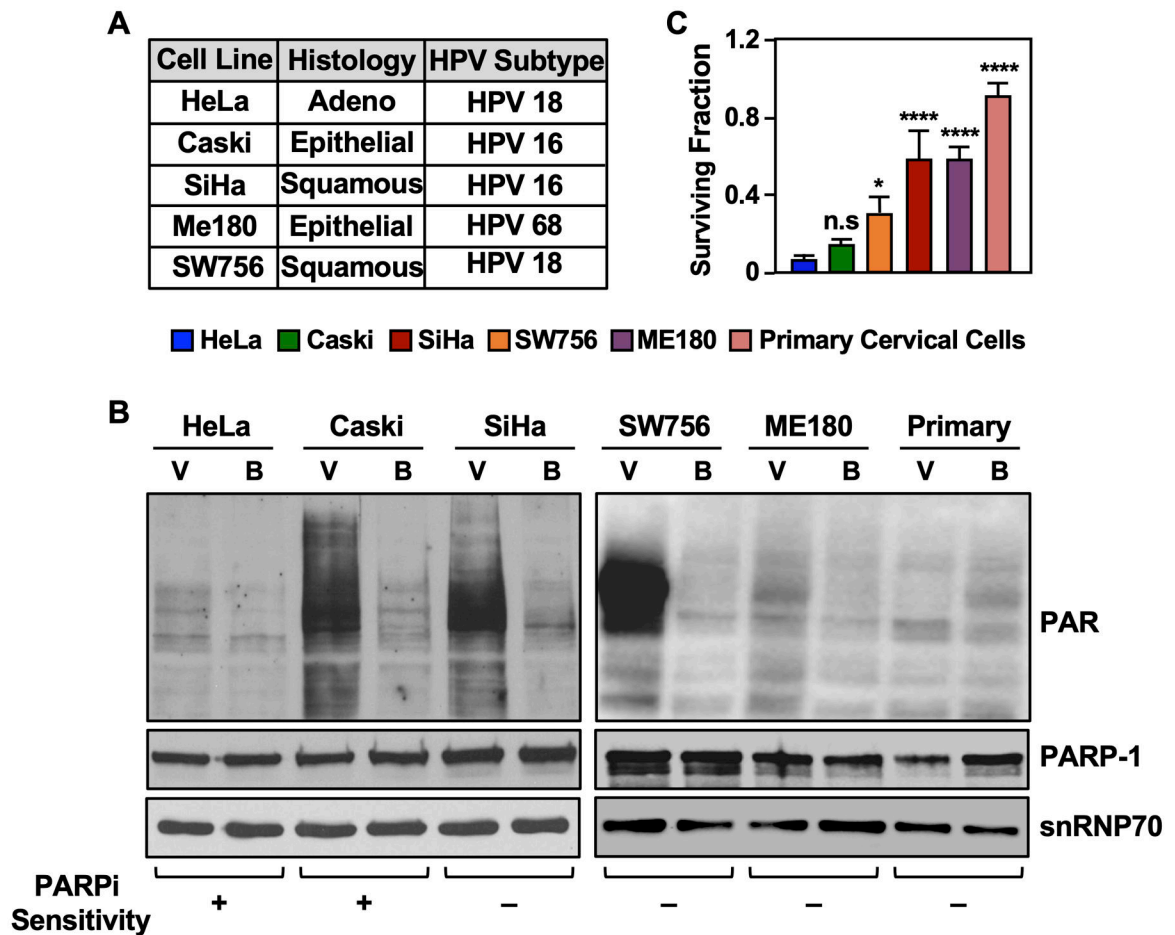 A
Cell Line Histology HPV Subtype
HeLa Adeno HPV 18
Caski Epithelial HPV 16
SiHa Squamous HPV 16
Me180 Epithelial HPV 68
SW756 Squamous HPV 18
C
Surviving Fraction
1.2
0.8
0.4
0
n.s
*
****
****
****
HeLa Caski SiHa SW756 ME180 Primary Cervical Cells
B
HeLa Caski SiHa SW756 ME180 Primary
V B V B V B V B V B V B
PAR
PARP-1
snRNP70
PARPi
Sensitivity
+ + – – – –